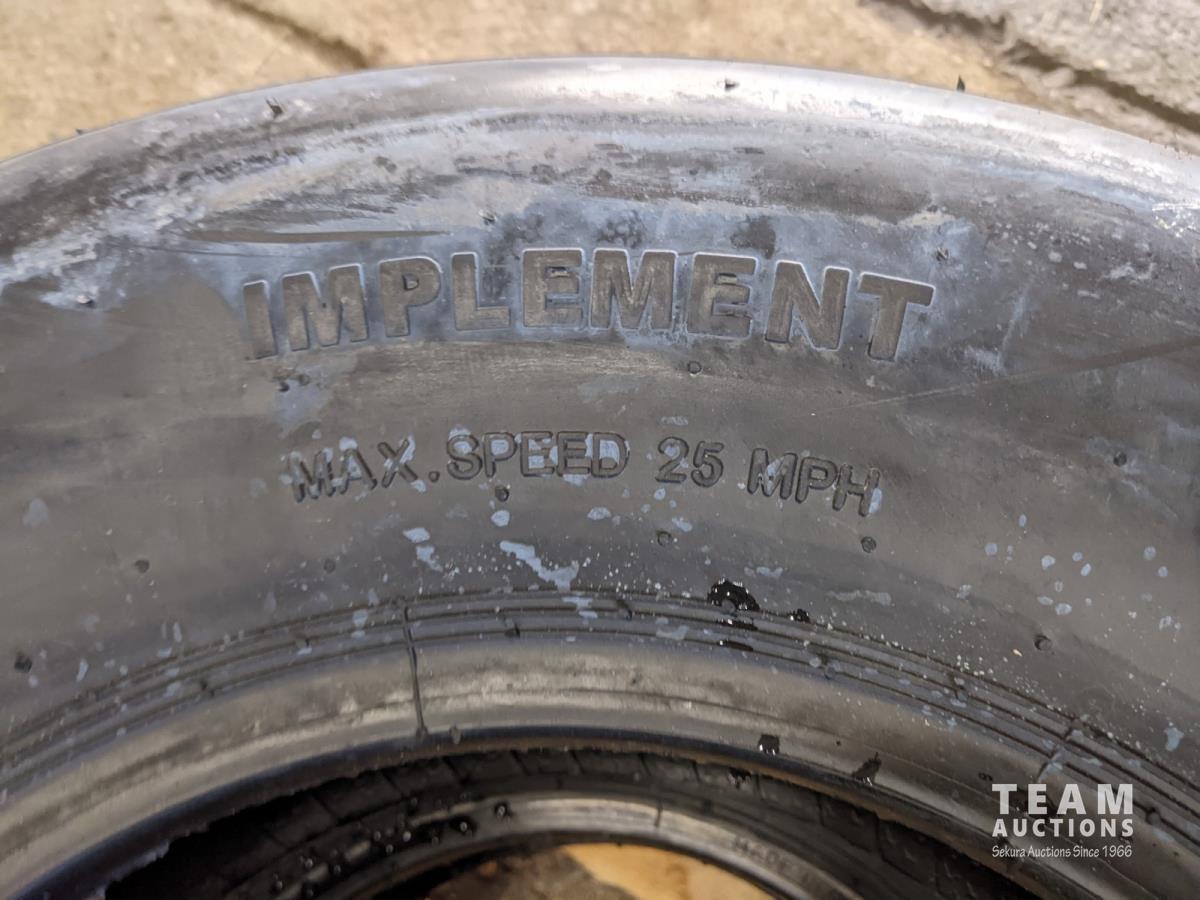 IMPLEMENT
MAX. SPEED 25 MPH
TEAM
AUCTIONS
Sekura Auctions Since 1966